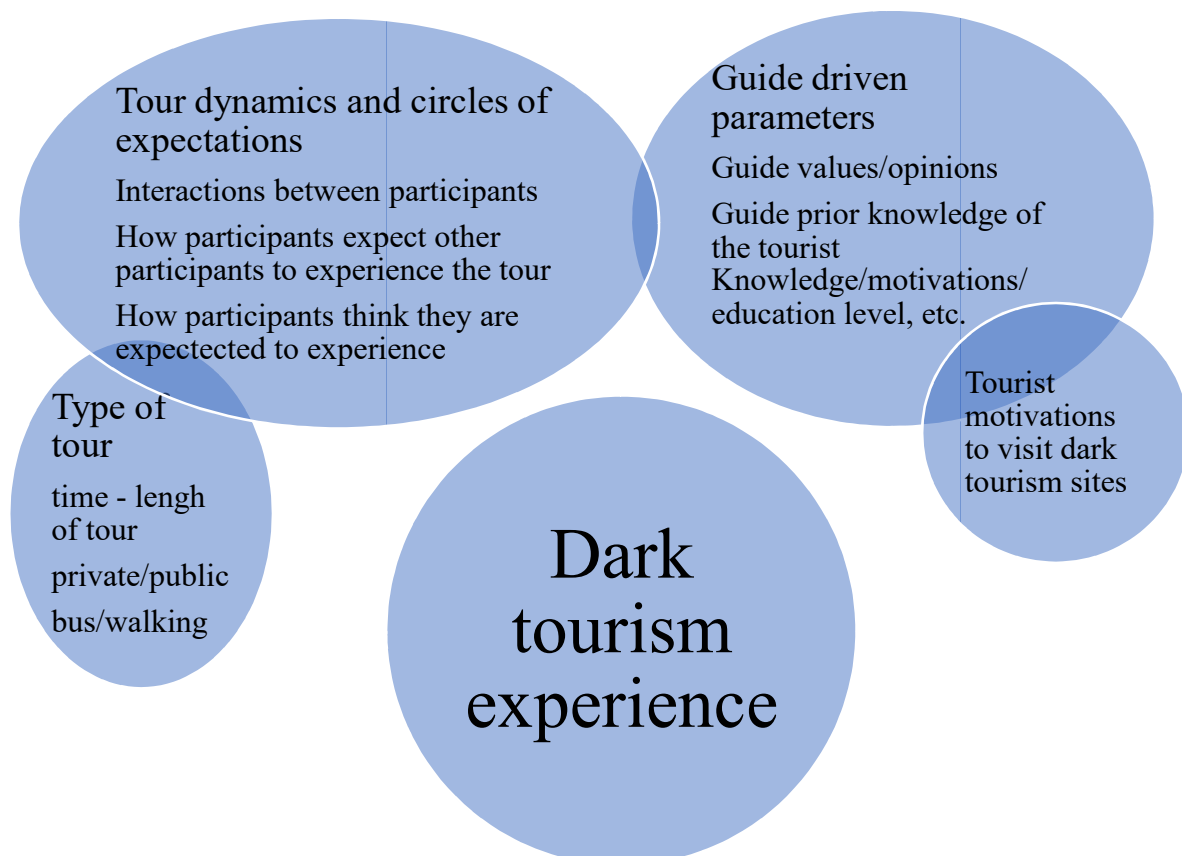 Tour dynamics and circles of
expectations
Interactions between participants
How participants expect other
participants to experience the tour
How participants think they are
expectected to experience
Guide driven
parameters
Guide values/opinions
Guide prior knowledge of
the tourist
Knowledge/motivations/
education level, etc.
Type of
tour
time - lengh
of tour
private/public
bus/walking
Tourist
motivations
to visit dark
tourism sites
Dark
tourism
experience